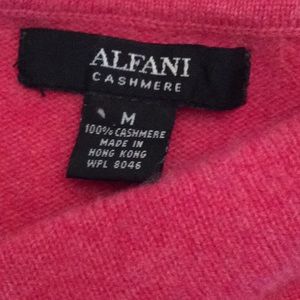 ALFANI
CASHMERE
M
100% CASHMERE
MADE IN
HONG KONG
WPL 8046